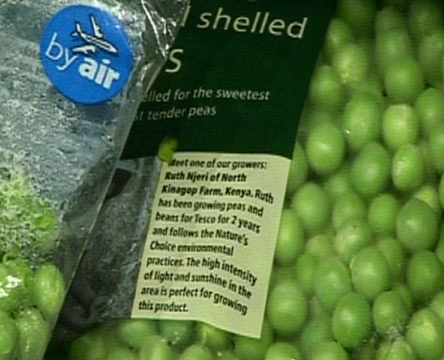 by
air
l shelled
s
elled for the sweetest
st tender peas
Meet one of our growers:
Ruth Njeri of North
Kinagop Farm, Kenya, Ruth
has been growing peas and
beans for Tesco for 2 years
and follows the Nature's
Choice environmental
practices. The high intensity
of light and sunshine in the
area is perfect for growing
this product.